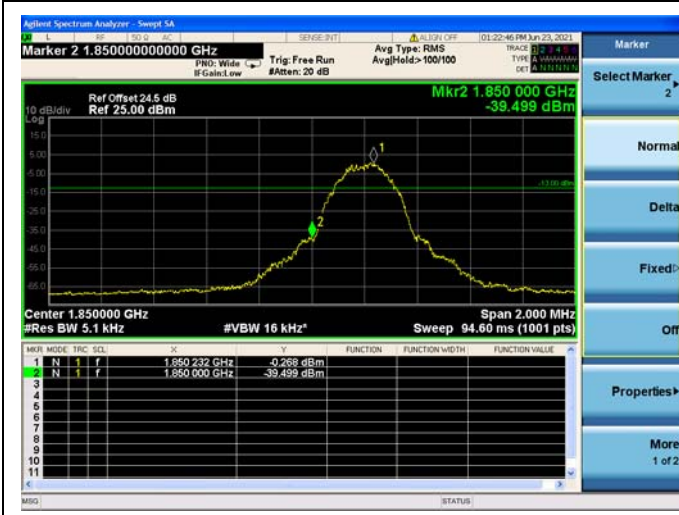 Agilent Spectrum Analyzer - Swept SA
L RF 50 Ω AC SENSE:INT ALIGN OFF 01:22:46 PM Jun 23, 2021
Marker 2 1.850000000000 GHz
PNO: Wide
IFGain:Low
Trig: Free Run
#Atten: 20 dB
Avg Type: RMS
Avg|Hold:>100/100
TRACE 1 2 3 4 5 6
TYPE A
DET A N N N N N
Mkr2 1.850 000 GHz
-39.499 dBm
Ref Offset 24.5 dB
10 dB/div Ref 25.00 dBm
Log
15.0
5.00
-5.00
-15.0
-25.0
-35.0
-45.0
-55.0
-65.0
1
2
-13.00 dBm
Center 1.850000 GHz Span 2.000 MHz
#Res BW 5.1 kHz #VBW 16 kHz* Sweep 94.60 ms (1001 pts)
MKR MODE TRC SCL X Y FUNCTION FUNCTION WIDTH FUNCTION VALUE
1 N 1 f 1.850 232 GHz -0.268 dBm
2 N 1 f 1.850 000 GHz -39.499 dBm
3
4
5
6
7
8
9
10
11
MSG STATUS
Marker
Select Marker
2
Normal
Delta
Fixed
Off
Properties
More
1 of 2